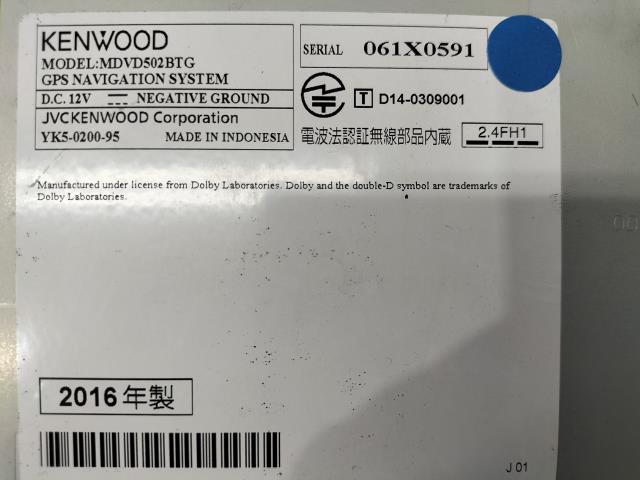 KENWOOD
MODEL:MDVD502BTG
GPS NAVIGATION SYSTEM
D.C. 12V NEGATIVE GROUND
JVCKENWOOD Corporation
YK5-0200-95 MADE IN INDONESIA
SERIAL 061X0591
T D14-0309001
電波法認証無線部品内蔵 2.4FH1
Manufactured under license from Dolby Laboratories. Dolby and the double-D symbol are trademarks of
Dolby Laboratories.
2016年製
J 01